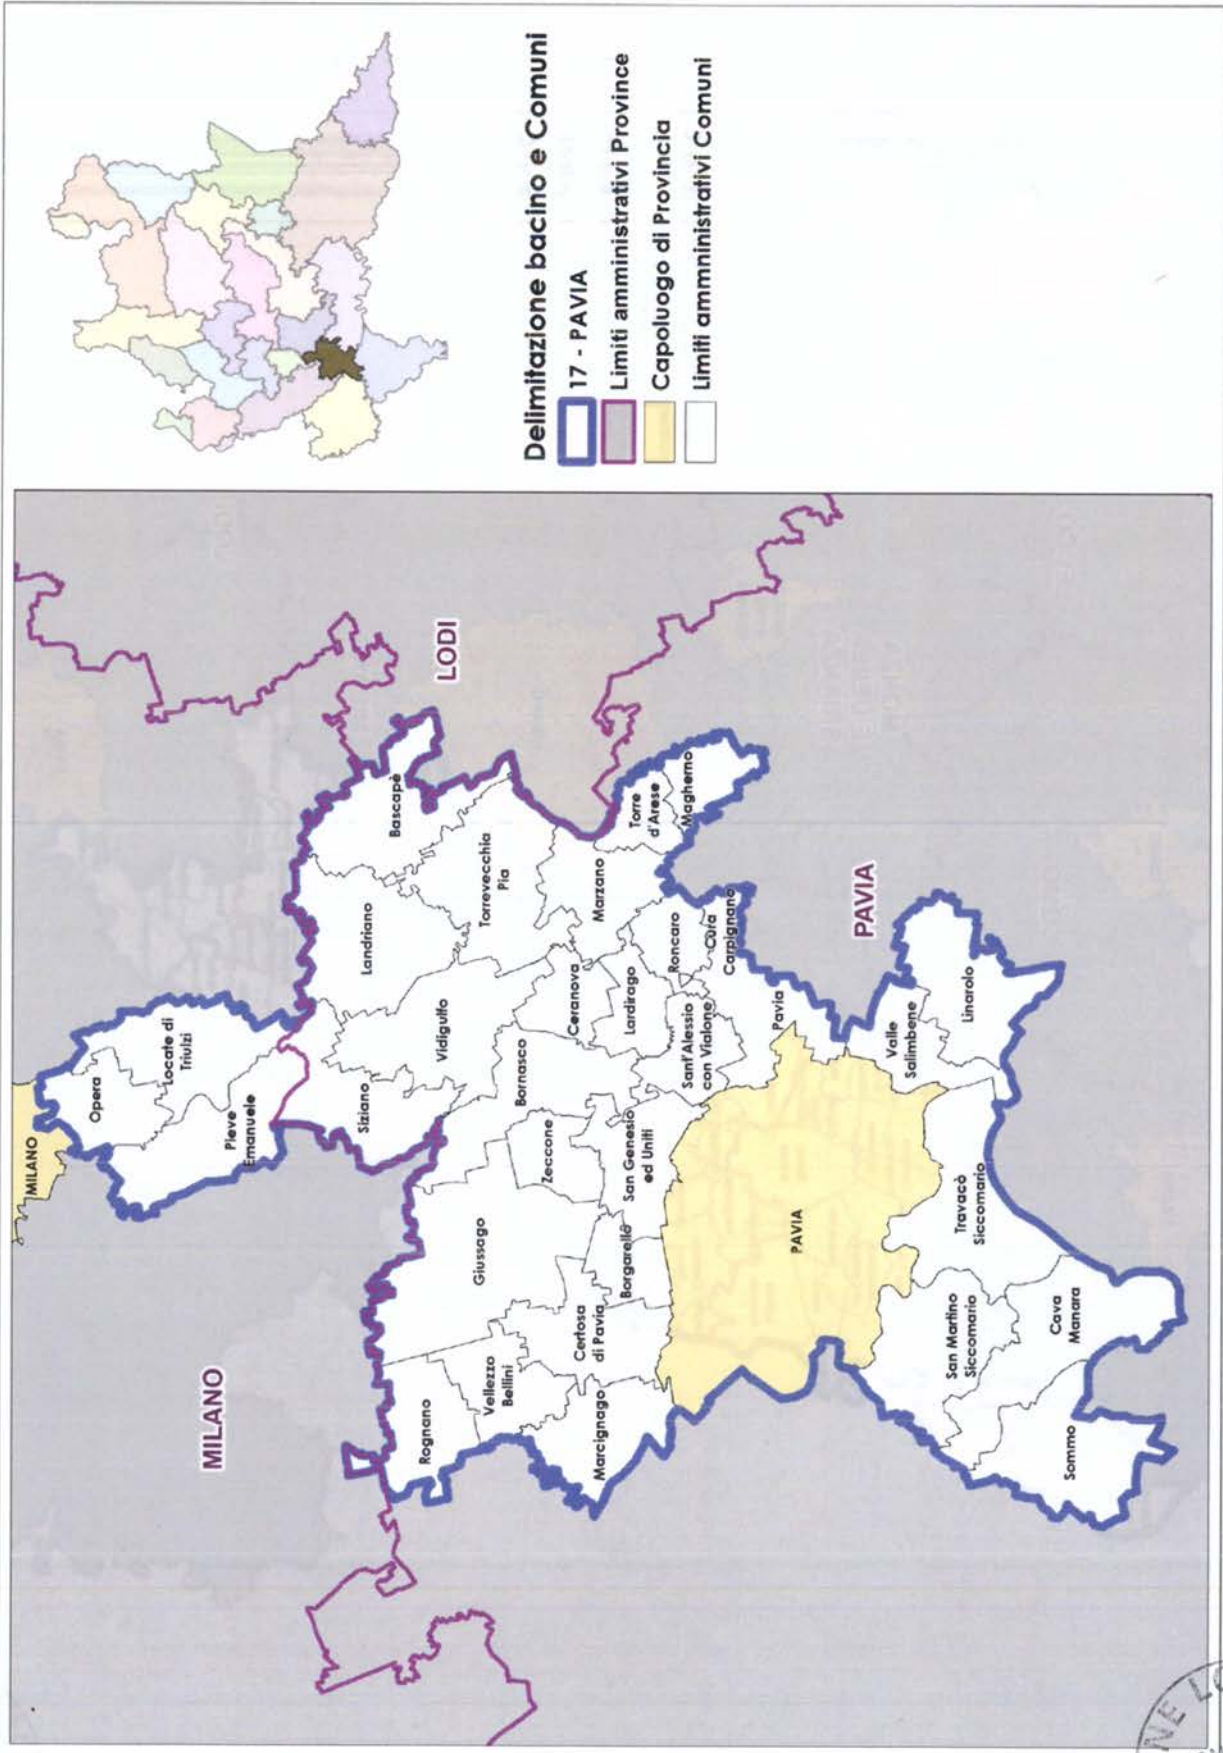 MILANO
Opera
Locate di
Triulzi
Pieve
Emanuele
MILANO
LODI
Siziano
Landriano
Bascapè
Vidigulfo
Torrevecchia
Pia
Rognano
Giussago
Vellezzo
Bellini
Bornasco
Zeccone
Ceranova
Marzano
Torre
d'Arese
Magherno
Certosa
di Pavia
Borgarello
San Genesio
ed Uniti
Lardirago
Marcignago
Sant'Alessio
con Vialone
Roncaro
Cura
Carpignano
Pavia
PAVIA
PAVIA
Valle
Salimbene
Linarolo
Travacò
Siccomario
San Martino
Siccomario
Cava
Manara
Sommo
Delimitazione bacino e Comuni
17 - PAVIA
Limiti amministrativi Province
Capoluogo di Provincia
Limiti ammninistrativi Comuni
NE LO